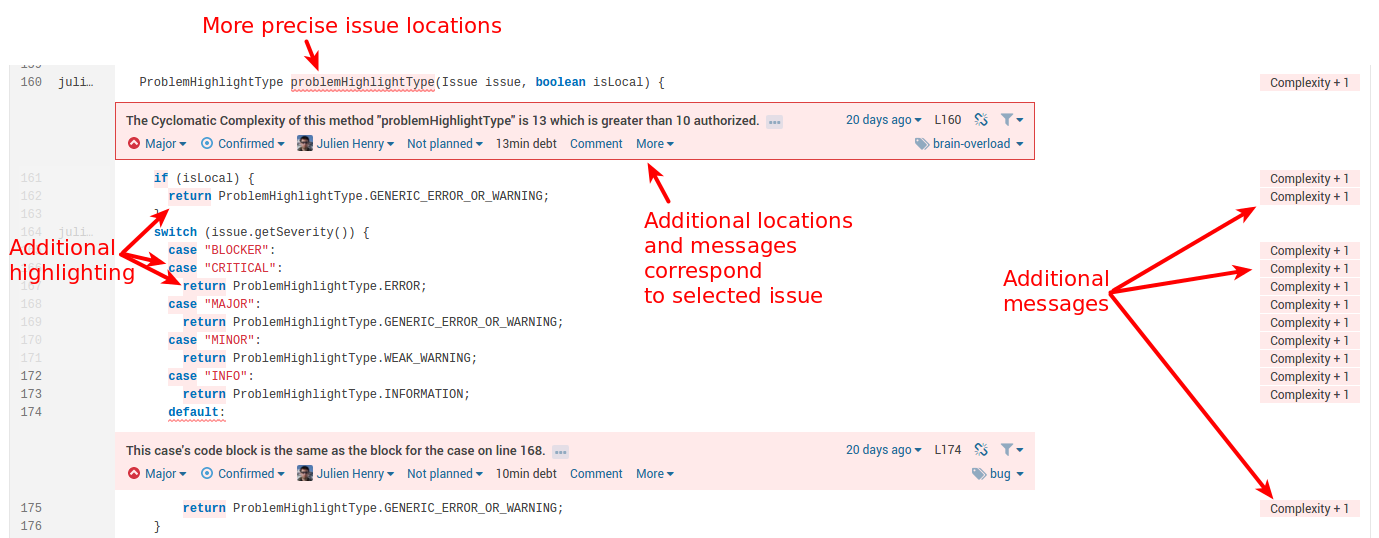 More precise issue locations
160 juli… ProblemHighlightType problemHighlightType(Issue issue, boolean isLocal) { Complexity + 1
The Cyclomatic Complexity of this method "problemHighlightType" is 13 which is greater than 10 authorized. ... 20 days ago L160
Major Confirmed Julien Henry Not planned 13min debt Comment More brain-overload
161 if (isLocal) { Complexity + 1
162 return ProblemHighlightType.GENERIC_ERROR_OR_WARNING; Complexity + 1
163 }
164 juli… switch (issue.getSeverity()) {
case "BLOCKER": Complexity + 1
case "CRITICAL": Complexity + 1
167 return ProblemHighlightType.ERROR; Complexity + 1
168 case "MAJOR": Complexity + 1
169 return ProblemHighlightType.GENERIC_ERROR_OR_WARNING; Complexity + 1
170 case "MINOR": Complexity + 1
171 return ProblemHighlightType.WEAK_WARNING; Complexity + 1
172 case "INFO": Complexity + 1
173 return ProblemHighlightType.INFORMATION; Complexity + 1
174 default:
Additional
highlighting
Additional locations
and messages
correspond
to selected issue
Additional
messages
This case's code block is the same as the block for the case on line 168. ... 20 days ago L174
Major Confirmed Julien Henry Not planned 10min debt Comment More bug
175 return ProblemHighlightType.GENERIC_ERROR_OR_WARNING; Complexity + 1
176 }